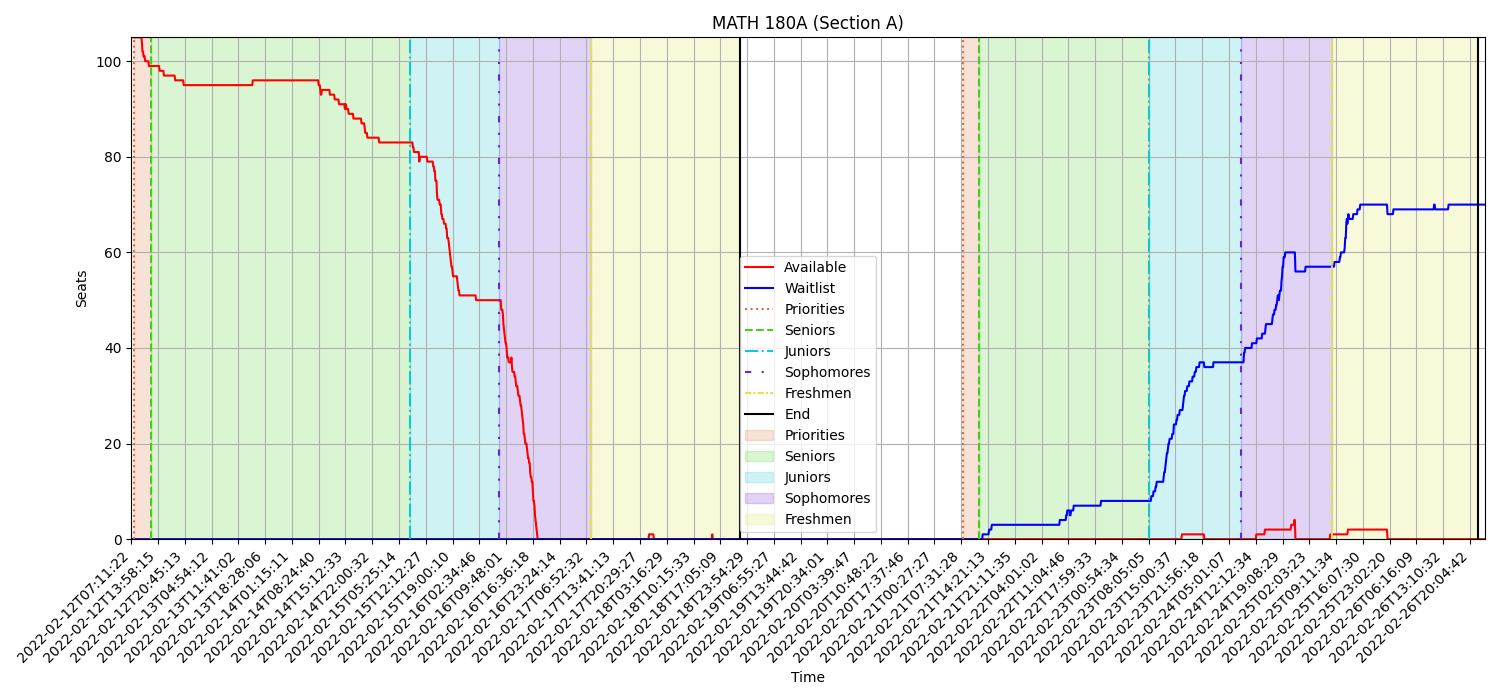 MATH 180A (Section A)
Seats
100
80
60
40
20
0
Available
Waitlist
Priorities
Seniors
Juniors
Sophomores
Freshmen
End
Priorities
Seniors
Juniors
Sophomores
Freshmen
2022-02-12T07:11:22
2022-02-12T13:58:15
2022-02-12T20:45:13
2022-02-13T04:54:12
2022-02-13T11:41:02
2022-02-13T18:28:06
2022-02-14T01:15:11
2022-02-14T08:24:40
2022-02-14T15:12:33
2022-02-14T22:00:32
2022-02-15T05:25:14
2022-02-15T12:12:27
2022-02-15T19:00:10
2022-02-16T02:34:46
2022-02-16T09:48:01
2022-02-16T16:36:18
2022-02-16T23:24:14
2022-02-17T06:52:32
2022-02-17T13:41:13
2022-02-17T20:29:27
2022-02-18T03:16:29
2022-02-18T10:15:33
2022-02-18T17:05:09
2022-02-18T23:54:29
2022-02-19T06:55:27
2022-02-19T13:44:42
2022-02-19T20:34:01
2022-02-20T03:39:47
2022-02-20T10:48:22
2022-02-20T17:37:46
2022-02-21T00:27:27
2022-02-21T07:31:28
2022-02-21T14:21:13
2022-02-21T21:11:35
2022-02-22T04:01:02
2022-02-22T11:04:46
2022-02-22T17:59:33
2022-02-23T00:54:34
2022-02-23T08:05:05
2022-02-23T15:00:37
2022-02-23T21:56:18
2022-02-24T05:01:07
2022-02-24T12:12:34
2022-02-24T19:08:29
2022-02-25T02:03:23
2022-02-25T09:11:34
2022-02-25T16:07:30
2022-02-25T23:02:20
2022-02-26T06:16:09
2022-02-26T13:10:32
2022-02-26T20:04:42
Time